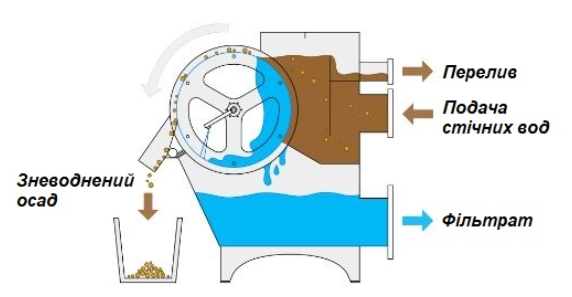 Перелив
Подача
стічних вод
Зневоднений
осад
Фільтрат